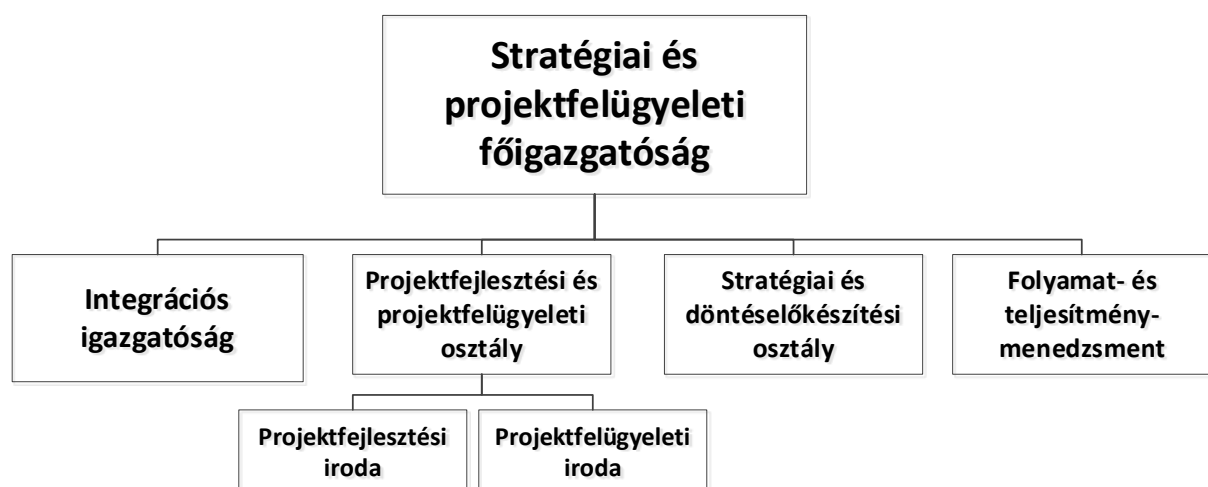 Stratégiai és
projektfelügyeleti
főigazgatóság
Integrációs
igazgatóság
Projektfejlesztési és
projektfelügyeleti
osztály
Stratégiai és
döntéselőkészítési
osztály
Folyamat- és
teljesítmény-
menedzsment
Projektfejlesztési
iroda
Projektfelügyeleti
iroda